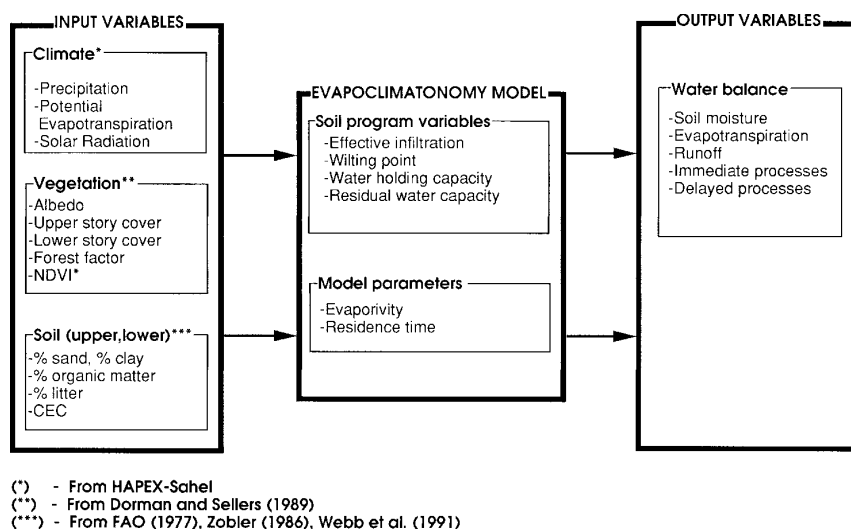 INPUT VARIABLES
Climate*
-Precipitation
-Potential
Evapotranspiration
-Solar Radiation
Vegetation**
-Albedo
-Upper story cover
-Lower story cover
-Forest factor
-NDVI*
Soil (upper,lower)***
-% sand, % clay
-% organic matter
-% litter
-CEC
EVAPOCLIMATONOMY MODEL
Soil program variables
-Effective infiltration
-Wilting point
-Water holding capacity
-Residual water capacity
Model parameters
-Evaporivity
-Residence time
OUTPUT VARIABLES
Water balance
-Soil moisture
-Evapotranspiration
-Runoff
-Immediate processes
-Delayed processes
(*) - From HAPEX-Sahel
(**) - From Dorman and Sellers (1989)
(***) - From FAO (1977), Zobler (1986), Webb et al. (1991)